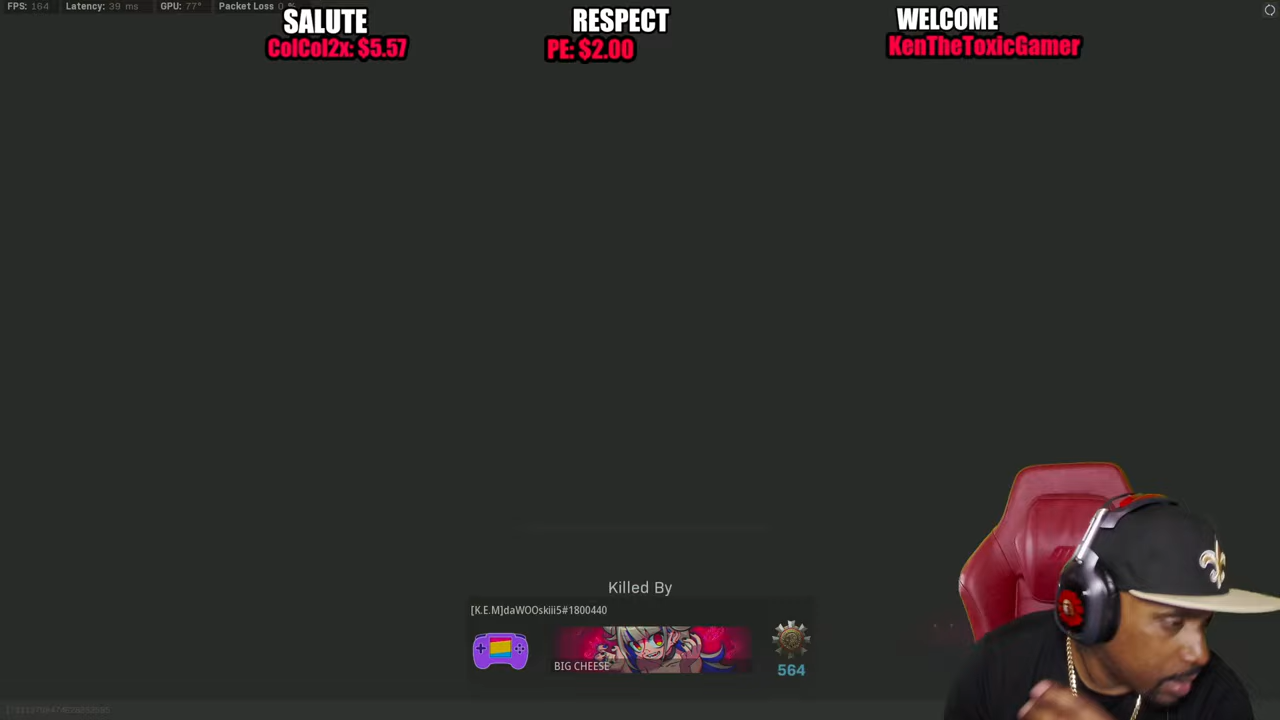 FPS: 164 Latency: 39 ms GPU: 77° Packet Loss 0 %
SALUTE
ColCol2x: $5.57
RESPECT
PE: $2.00
WELCOME
KenTheToxicGamer
Killed By
[K.E.M]daWOOskiii5#1800440
BIG CHEESE
564